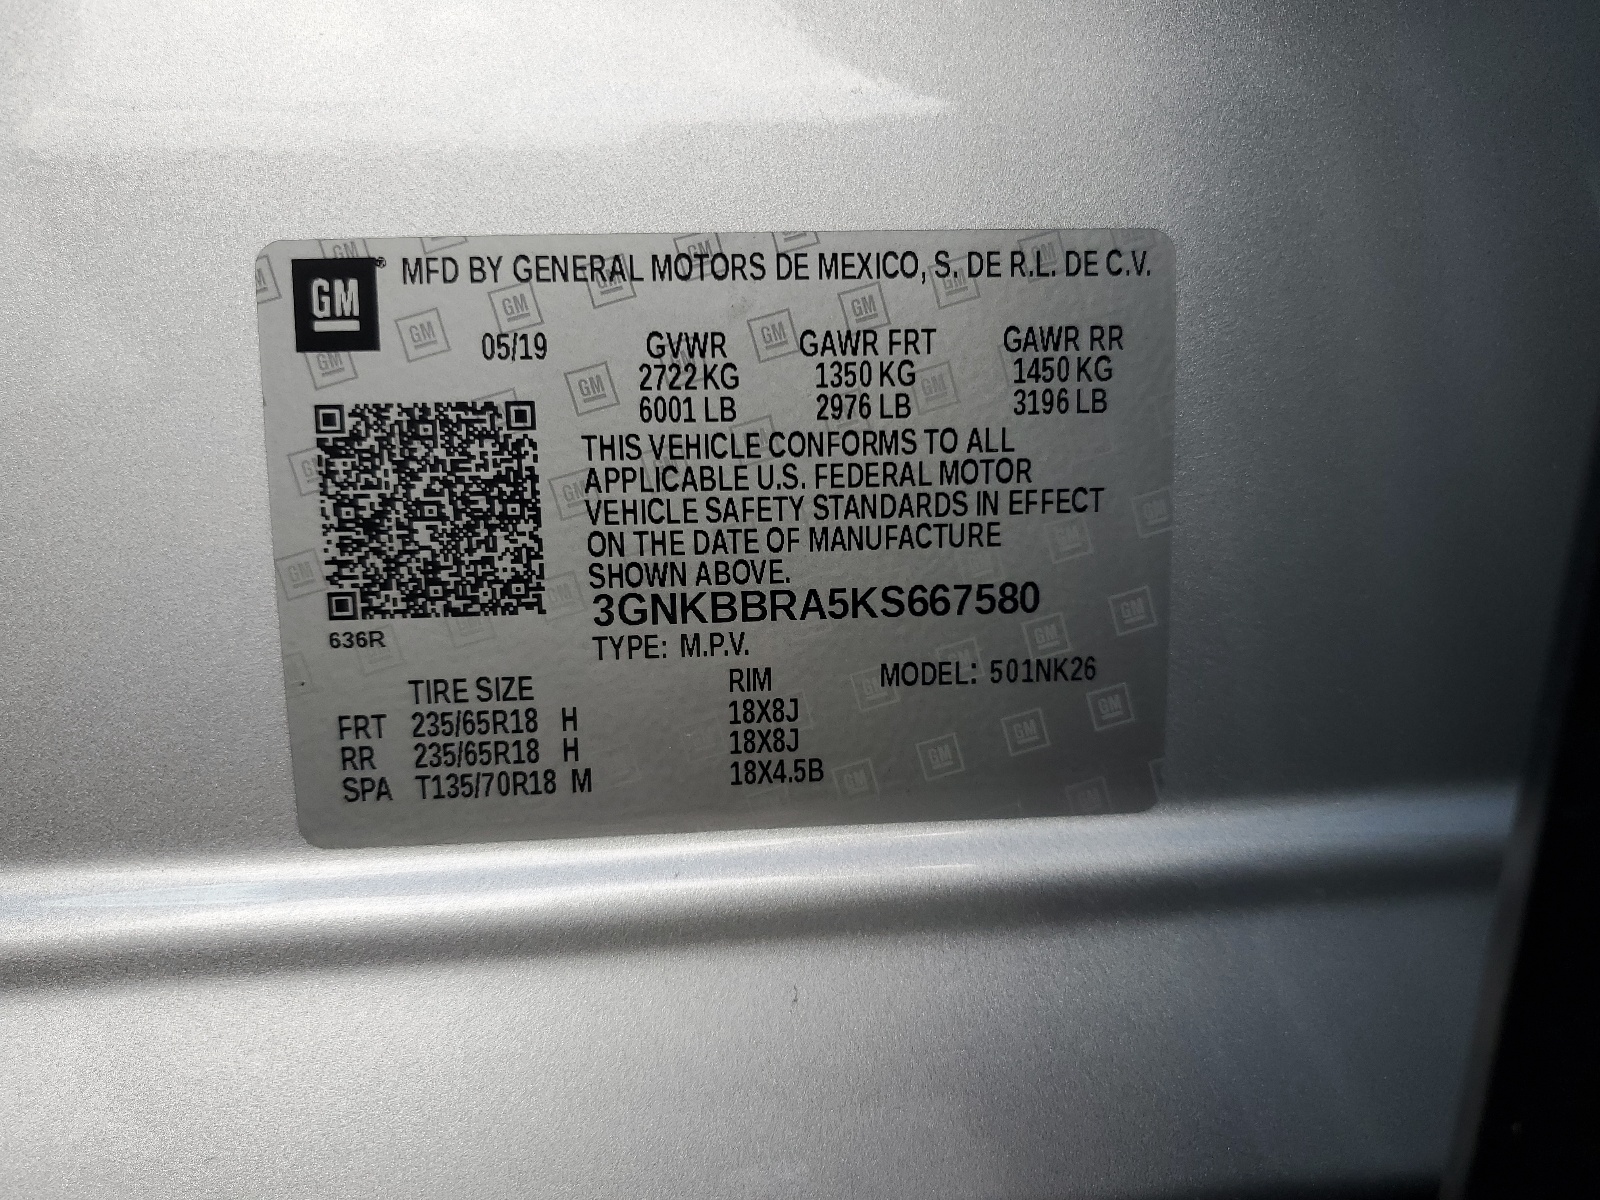 GM® MFD BY GENERAL MOTORS DE MEXICO, S. DE R.L. DE C.V.
05/19 GVWR GAWR FRT GAWR RR
2722 KG 1350 KG 1450 KG
6001 LB 2976 LB 3196 LB
THIS VEHICLE CONFORMS TO ALL
APPLICABLE U.S. FEDERAL MOTOR
VEHICLE SAFETY STANDARDS IN EFFECT
ON THE DATE OF MANUFACTURE
SHOWN ABOVE.
3GNKBBRA5KS667580
636R
TYPE: M.P.V.
TIRE SIZE RIM MODEL: 501NK26
FRT 235/65R18 H 18X8J
RR 235/65R18 H 18X8J
SPA T135/70R18 M 18X4.5B